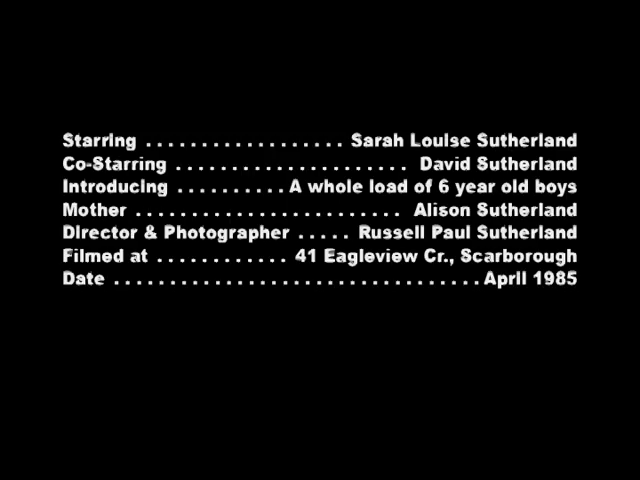 Starring . . . . . . . . . . . . . . . . . . Sarah Louise Sutherland
Co-Starring . . . . . . . . . . . . . . . . . . . . . David Sutherland
Introducing . . . . . . . . . . A whole load of 6 year old boys
Mother . . . . . . . . . . . . . . . . . . . . . . . . Alison Sutherland
Director & Photographer . . . . . Russell Paul Sutherland
Filmed at . . . . . . . . . . . . 41 Eagleview Cr., Scarborough
Date . . . . . . . . . . . . . . . . . . . . . . . . . . . . . . . . . April 1985